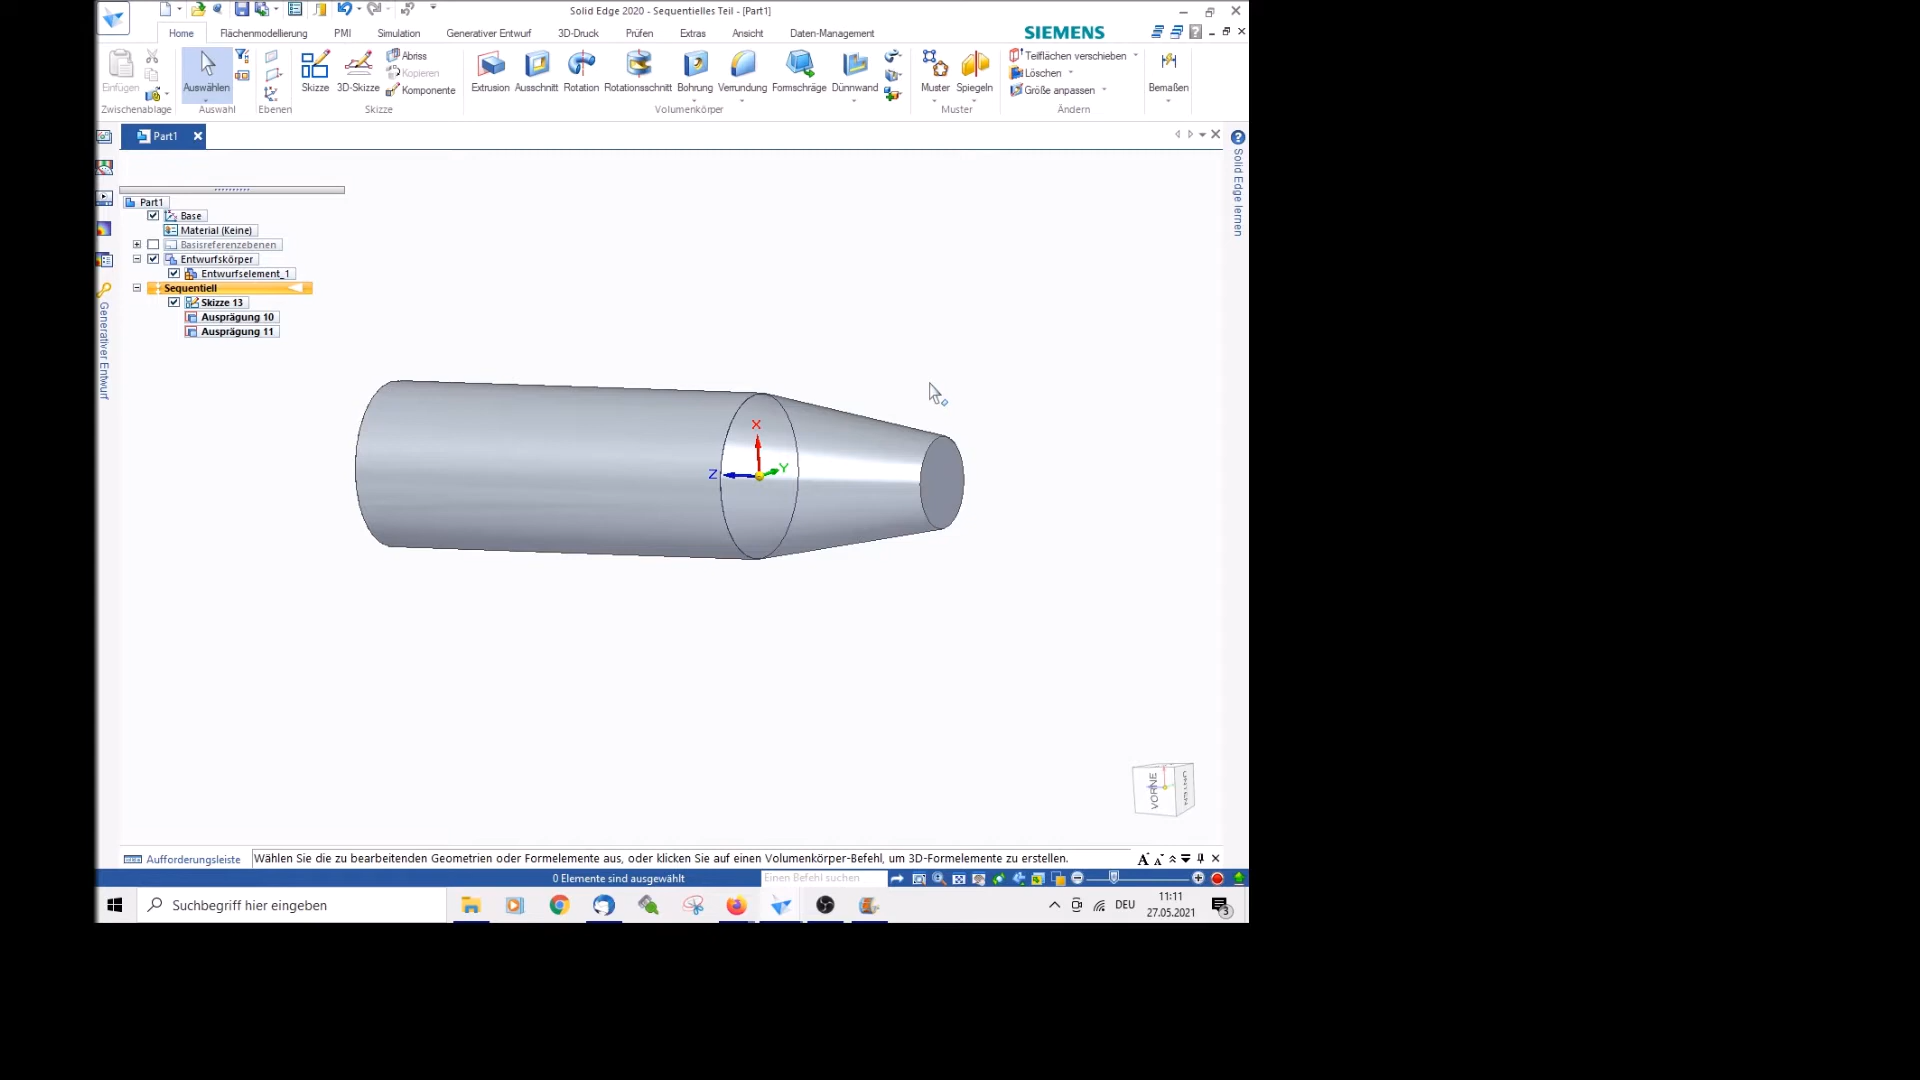 Solid Edge 2020 - Sequentielles Teil - [Part1]
Home Flächenmodellierung PMI Simulation Generativer Entwurf 3D-Druck Prüfen Extras Ansicht Daten-Management
SIEMENS
Einfügen
Zwischenablage
Auswählen
Auswahl
Ebenen
Skizze
3D-Skizze
Abriss
Kopieren
Komponente
Skizze
Extrusion
Ausschnitt
Rotation
Rotationsschnitt
Bohrung
Verrundung
Formschräge
Dünnwand
Volumenkörper
Muster
Spiegeln
Muster
Teilflächen verschieben
Löschen
Größe anpassen
Ändern
Bemaßen
Part1
Solid Edge lernen
Generativer Entwurf
Part1
Base
Material (Keine)
Basisreferenzebenen
Entwurfskörper
Entwurfselement_1
Sequentiell
Skizze 13
Ausprägung 10
Ausprägung 11
X
Y
Z
VORNE
Aufforderungsleiste
Wählen Sie die zu bearbeitenden Geometrien oder Formelemente aus, oder klicken Sie auf einen Volumenkörper-Befehl, um 3D-Formelemente zu erstellen.
0 Elemente sind ausgewählt
Einen Befehl suchen
Suchbegriff hier eingeben
DEU
11:11
27.05.2021
3